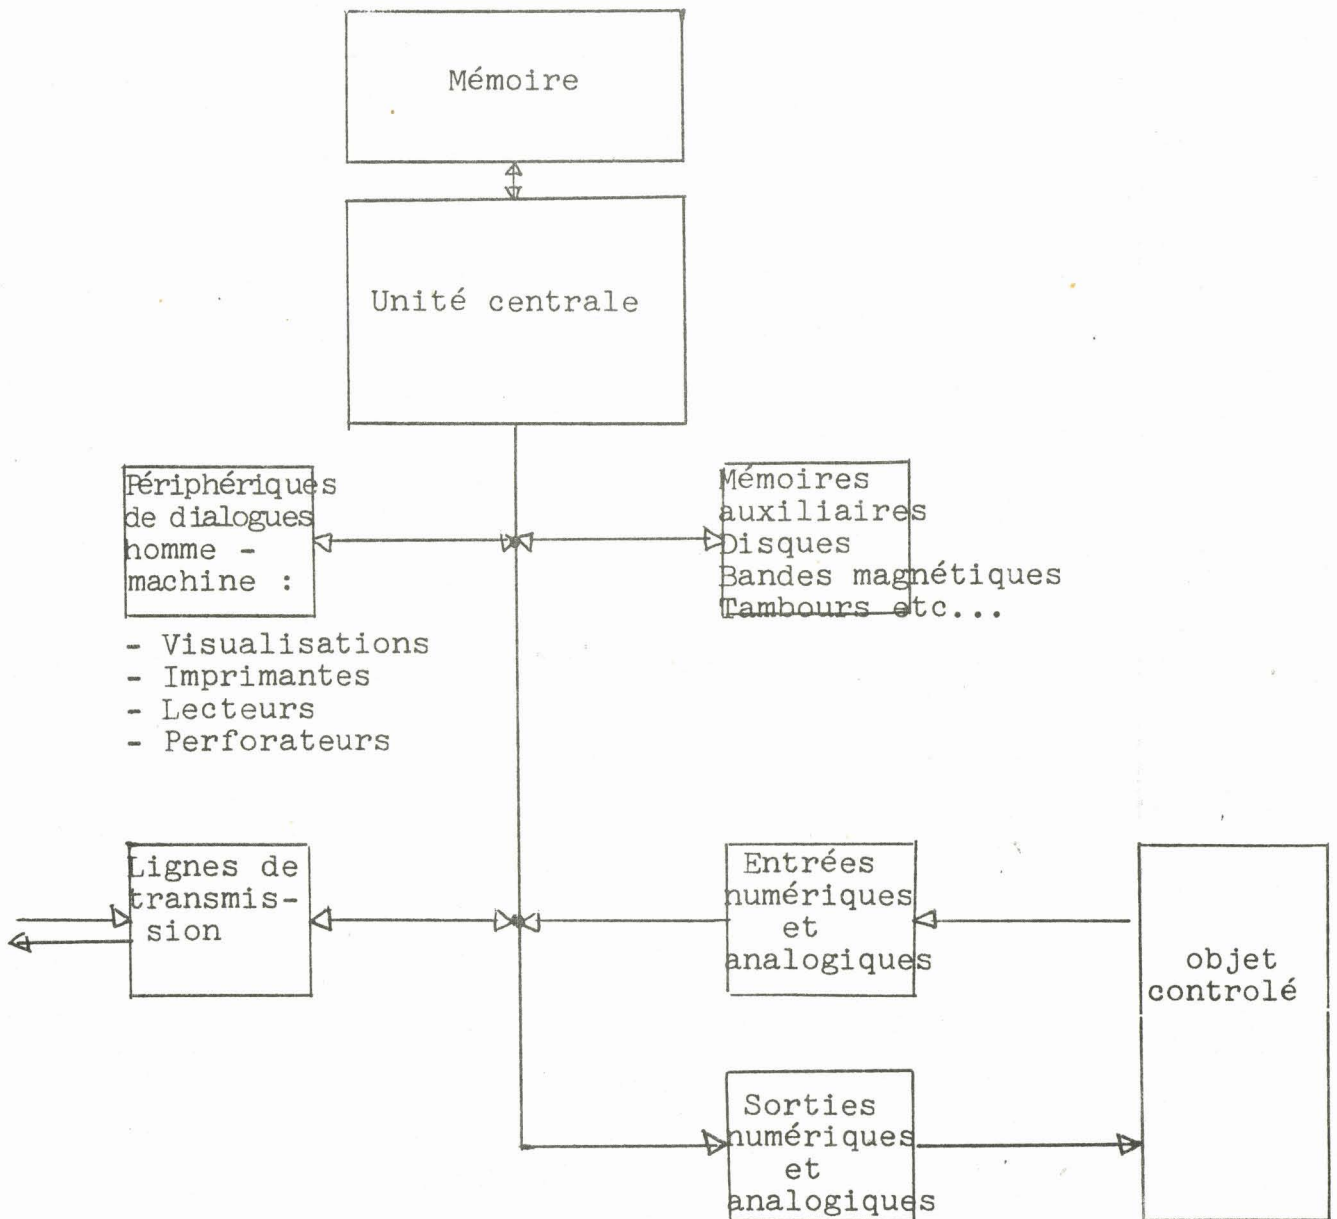 Mémoire
Unité centrale
Périphériques
de dialogues
homme -
machine :
- Visualisations
- Imprimantes
- Lecteurs
- Perforateurs
Mémoires
auxiliaires
Disques
Bandes magnétiques
Tambours etc...
Lignes de
transmis-
sion
Entrées
numériques
et
analogiques
objet
controlé
Sorties
numériques
et
analogiques